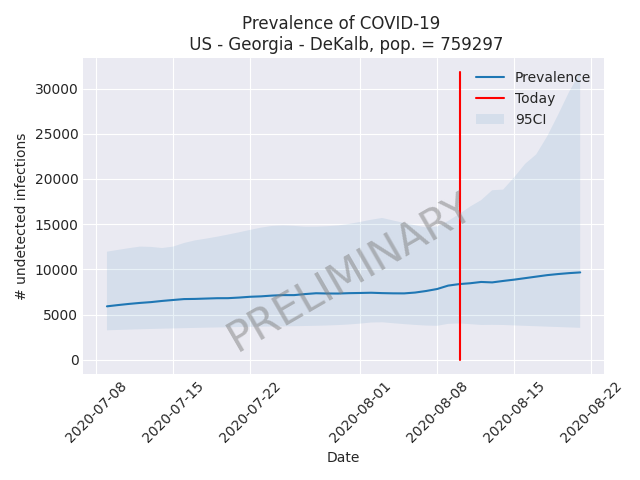 Prevalence of COVID-19
US - Georgia - DeKalb, pop. = 759297
# undetected infections
30000
25000
20000
15000
10000
5000
0
Prevalence
Today
95CI
PRELIMINARY
2020-07-08
2020-07-15
2020-07-22
2020-08-01
2020-08-08
2020-08-15
2020-08-22
Date